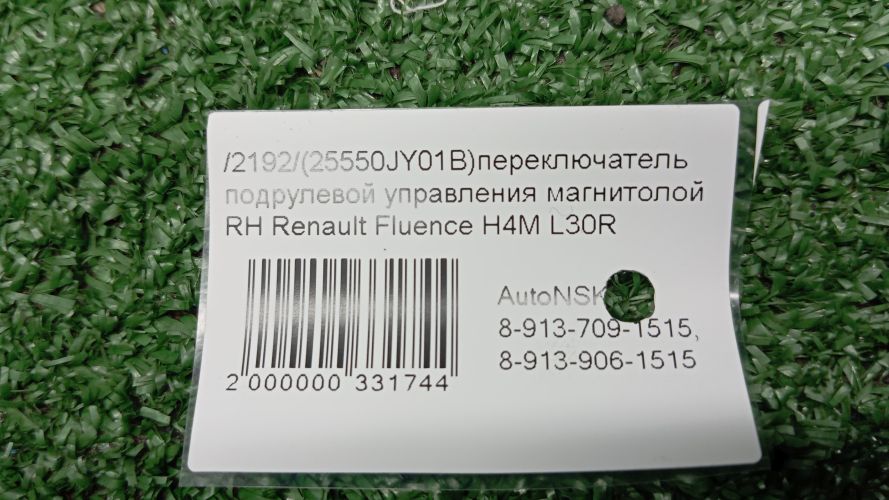 /2192/(25550JY01B)переключатель
подрулевой управления магнитолой
RH Renault Fluence H4M L30R
AutoNSK
8-913-709-1515,
8-913-906-1515
2 000000 331744